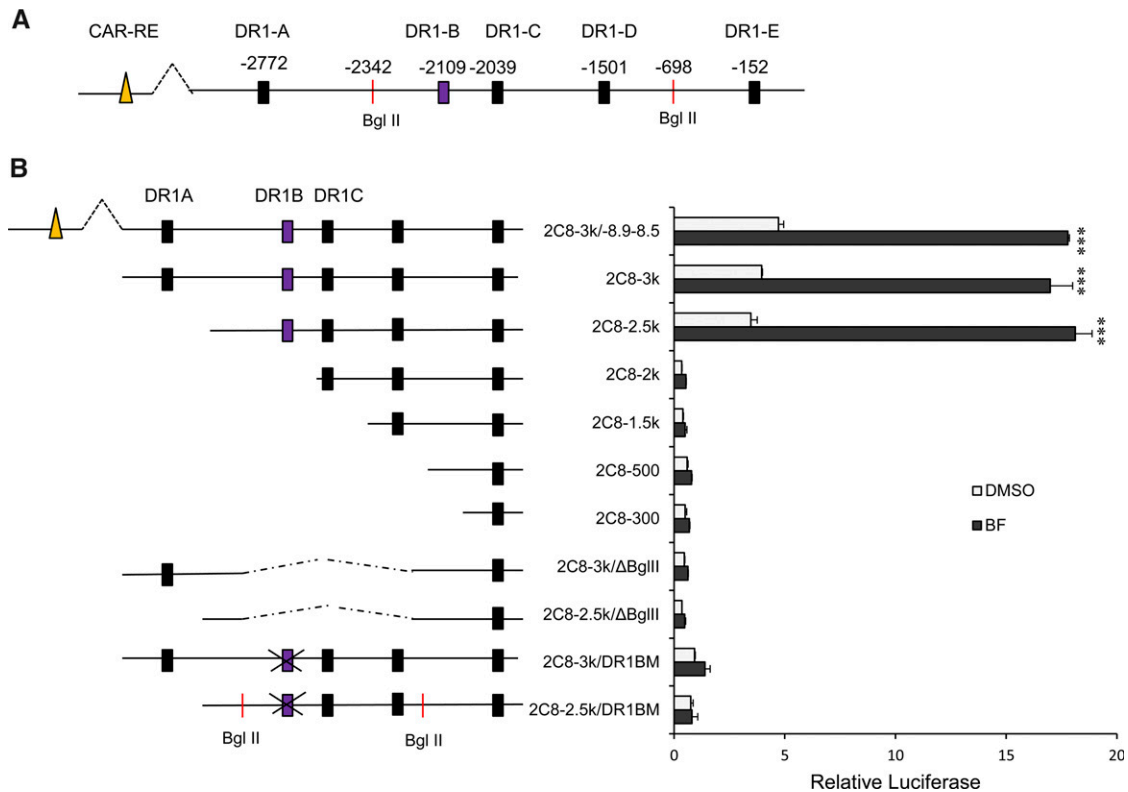 A
CAR-RE DR1-A DR1-B DR1-C DR1-D DR1-E
-2772 -2342 -2109 -2039 -1501 -698 -152
Bgl II Bgl II
B
DR1A DR1B DR1C
2C8-3k/-8.9-8.5 ***
2C8-3k ***
2C8-2.5k ***
2C8-2k
2C8-1.5k
2C8-500
2C8-300
2C8-3k/ΔBglII
2C8-2.5k/ΔBglII
2C8-3k/DR1BM
2C8-2.5k/DR1BM
Bgl II Bgl II
DMSO
BF
0 5 10 15 20
Relative Luciferase